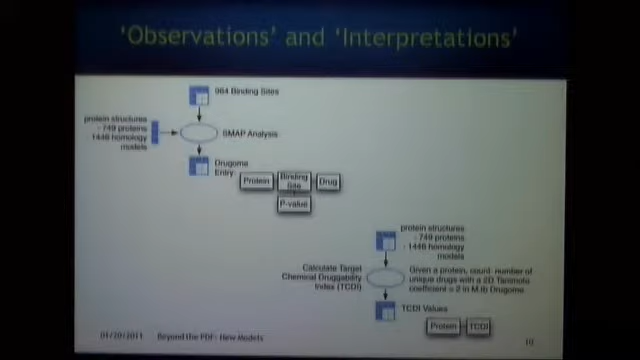 'Observations' and 'Interpretations'
984 Binding Sites
protein structures
- 749 proteins
1446 homology
models
SMAP Analysis
Drugome
Entry
Protein
Binding
Site
Drug
P-value
protein structures
- 749 proteins
- 1446 homology
models
Calculate Target
Chemical Druggability
Index (TCDI)
Given a protein, count number of
unique drugs with a 2D Tanimoto
coefficient = 2 in M.tb Drugome
TCDI Values
Protein
TCDI
01/20/2011
Beyond the PDF: New Models
10